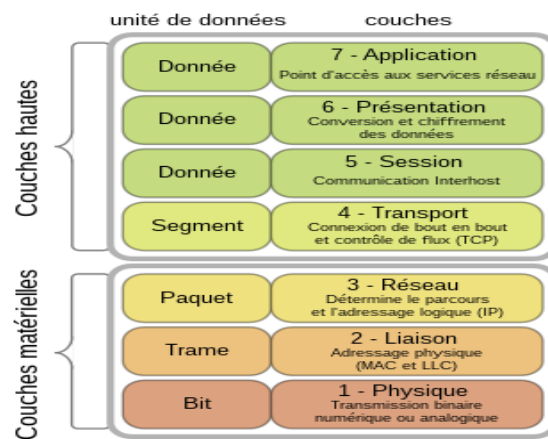 unité de données couches
Couches hautes
Donnée
7 - Application
Point d'accès aux services réseau
Donnée
6 - Présentation
Conversion et chiffrement
des données
Donnée
5 - Session
Communication Interhost
Segment
4 - Transport
Connexion de bout en bout
et contrôle de flux (TCP)
Couches matérielles
Paquet
3 - Réseau
Détermine le parcours
et l'adressage logique (IP)
Trame
2 - Liaison
Adressage physique
(MAC et LLC)
Bit
1 - Physique
Transmission binaire
numérique ou analogique